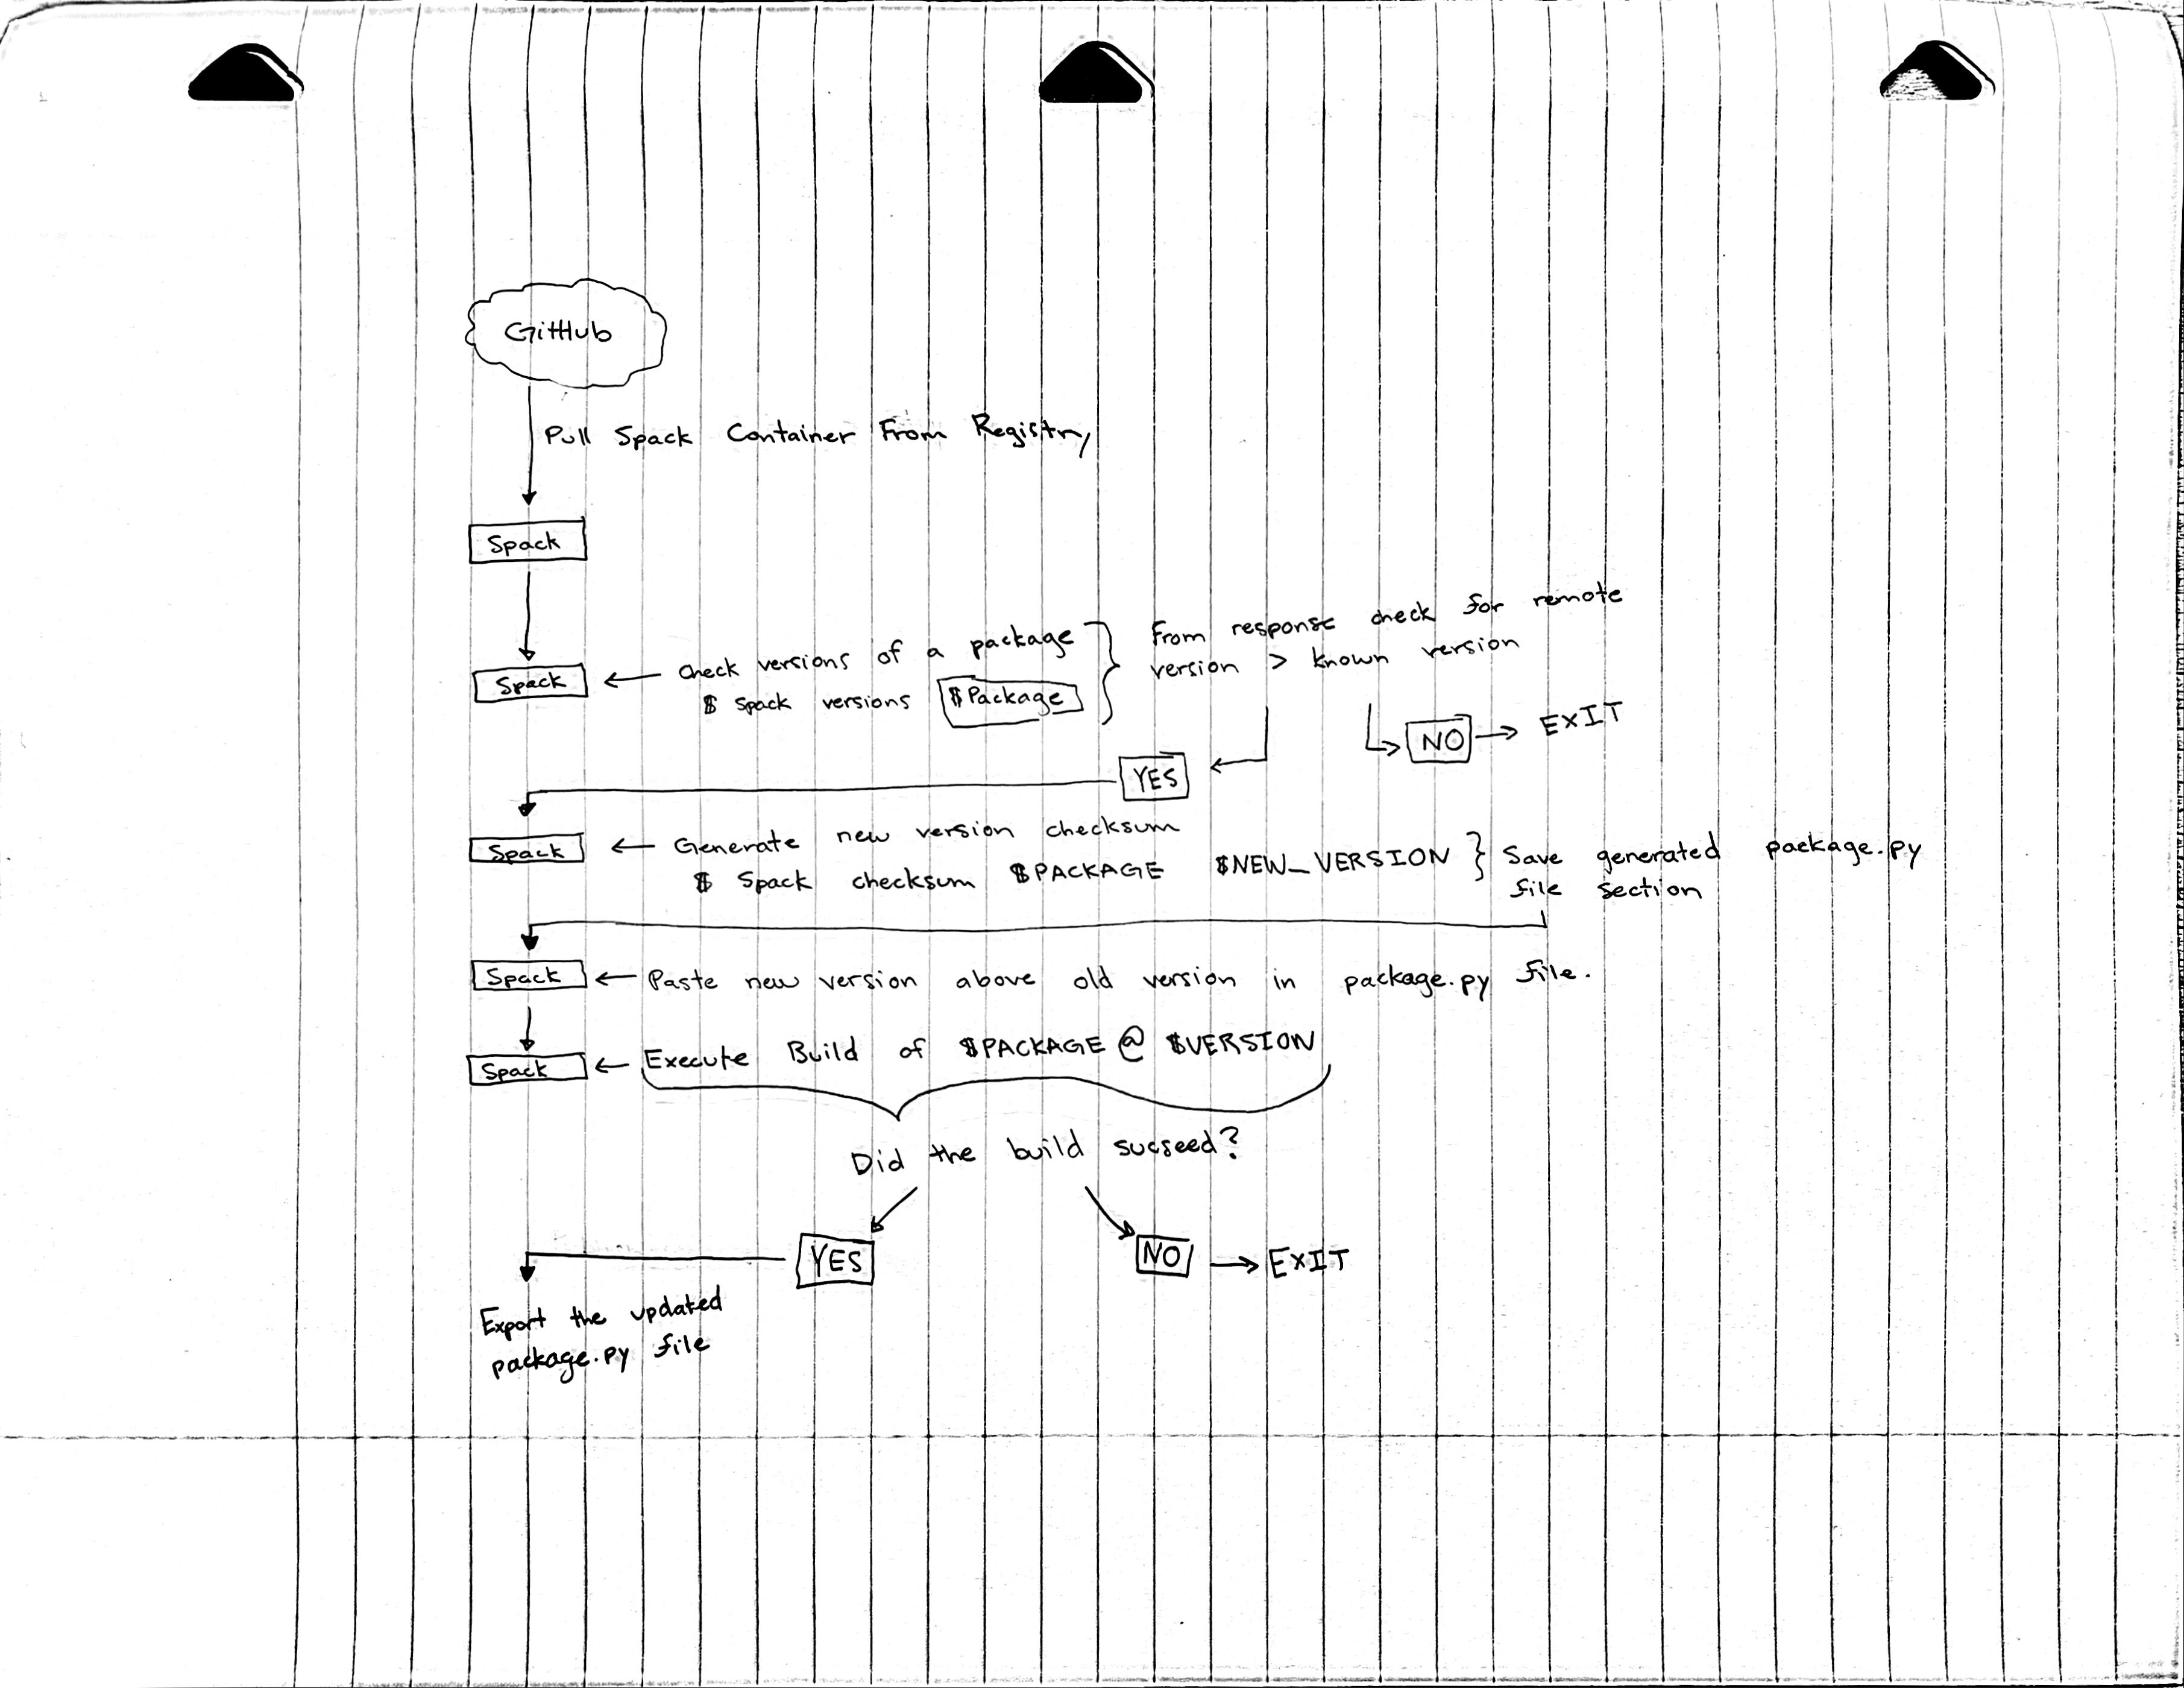 GitHub
Pull Spack Container From Registry
Spack
From response check for remote
version > known version
Spack ← Check versions of a package
$ Spack versions $Package
NO → EXIT
YES
Spack ← Generate new version checksum
$ Spack checksum $PACKAGE $NEW_VERSION } Save generated package.py
file section
Spack ← Paste new version above old version in package.py file.
Spack ← Execute Build of $PACKAGE @ $VERSION
Did the build sucseed?
YES
NO → EXIT
Export the updated
package.py file